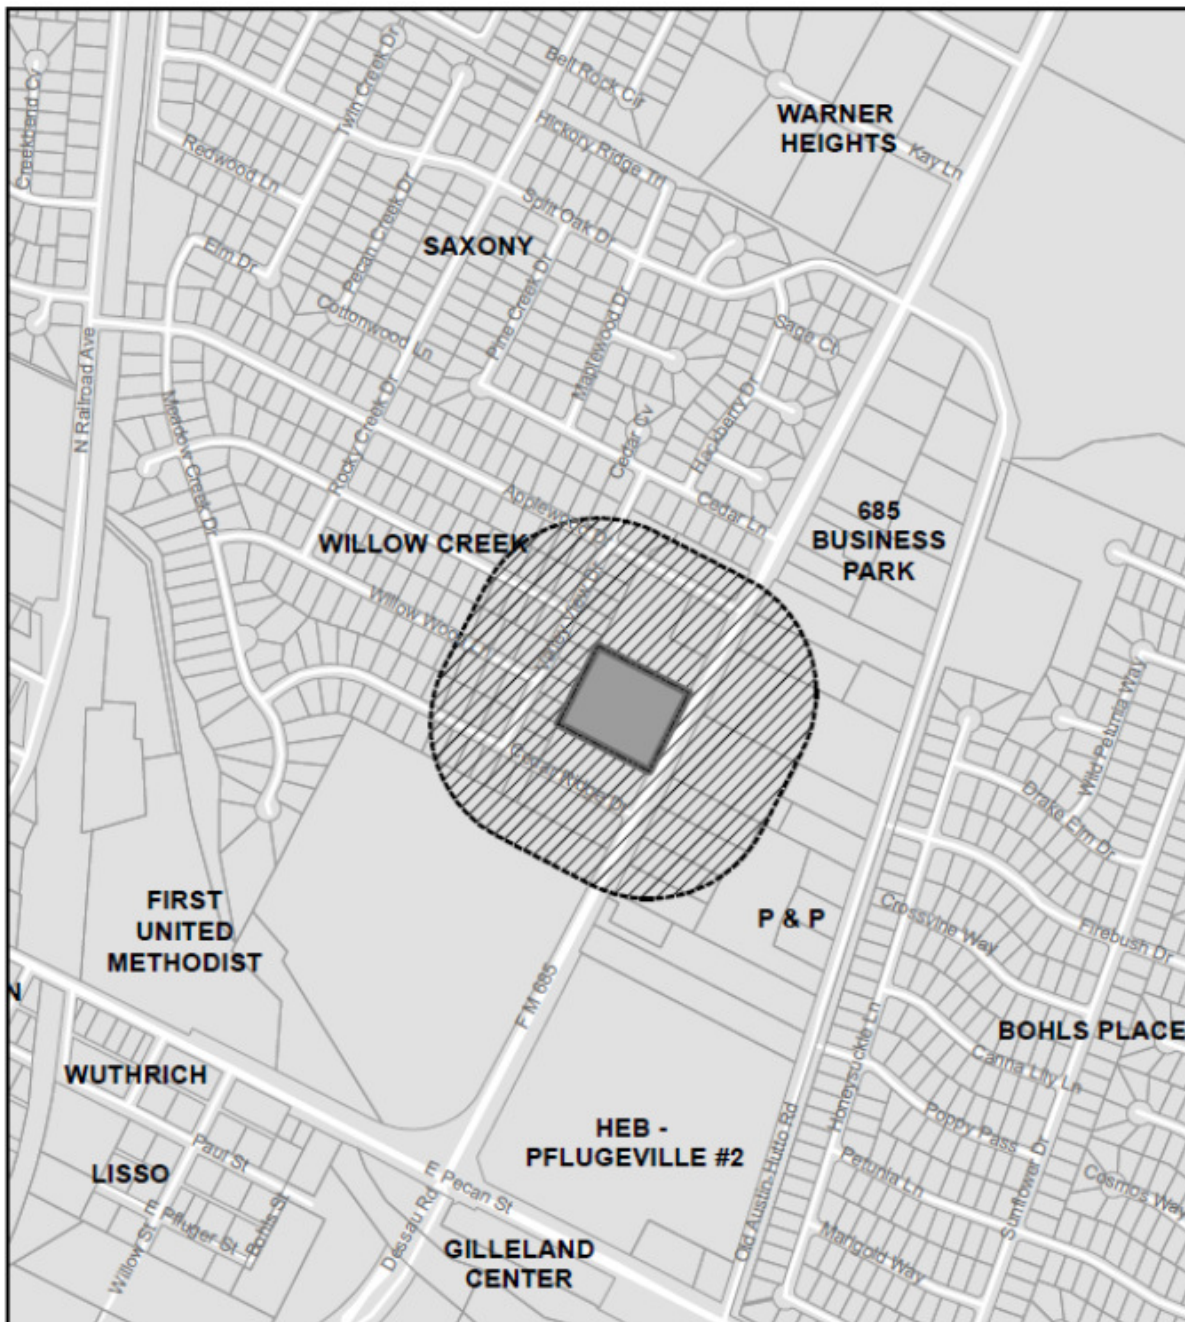 Creekbend Cv
Twin Creek Dr
Belt Rock Cir
Hickory Ridge Trl
WARNER
HEIGHTS
Kay Ln
Redwood Ln
Pecan Creek Dr
Split Oak Dr
SAXONY
Elm Dr
Cottonwood Ln
Pine Creek Dr
Maplewood Dr
Sage Ct
N Railroad Ave
Meadow Creek Dr
Rocky Creek Dr
Cedar Cv
Hackberry Dr
Cedar Ln
Applewood D
685
BUSINESS
PARK
WILLOW CREEK
Willow Wood Ln
Valley View Dr
Cedar Ridge Dr
Wild Petunia Way
Drake Elm Dr
FIRST
UNITED
METHODIST
P & P
Crossvine Way
Firebush Dr
N
F M 685
Honeysuckle Ln
BOHLS PLACE
Canna Lily Ln
WUTHRICH
HEB -
PFLUGEVILLE #2
Poppy Pass
Paul St
LISSO
E Pecan St
Old Austin-Hutto Rd
Petunia Ln
Sunflower Dr
Cosmos Way
Willow St E
Pfluger St
Bohls St
Dessau Rd
GILLELAND
CENTER
Marigold Way